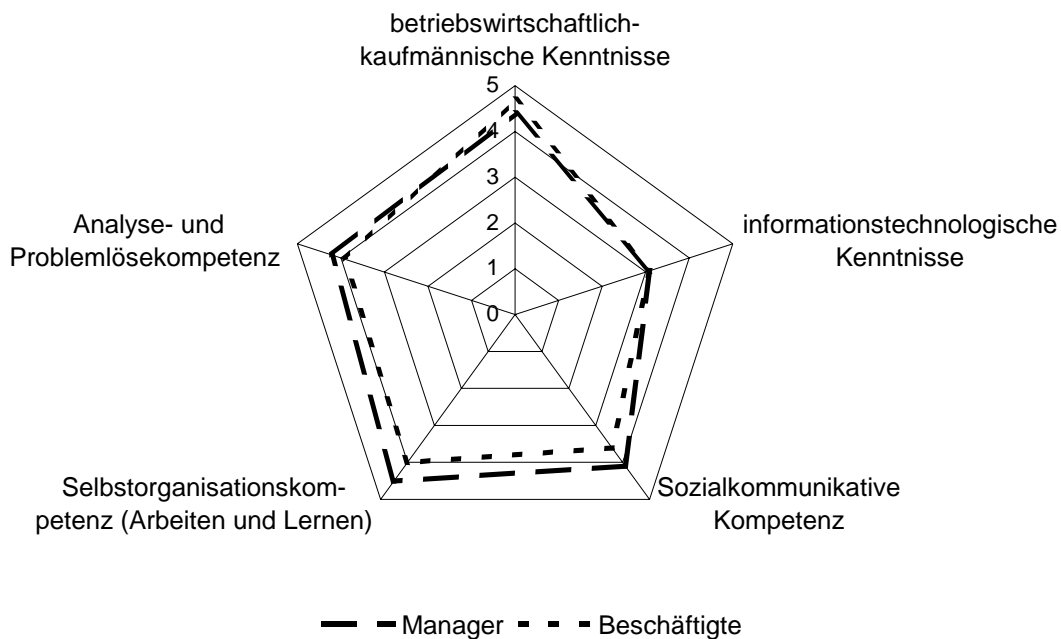 betriebswirtschaftlich-
kaufmännische Kenntnisse
5
4
3
2
1
0
informationstechnologische
Kenntnisse
Analyse- und
Problemlösekompetenz
Selbstorganisationskom-
petenz (Arbeiten und Lernen)
Sozialkommunikative
Kompetenz
Manager
Beschäftigte